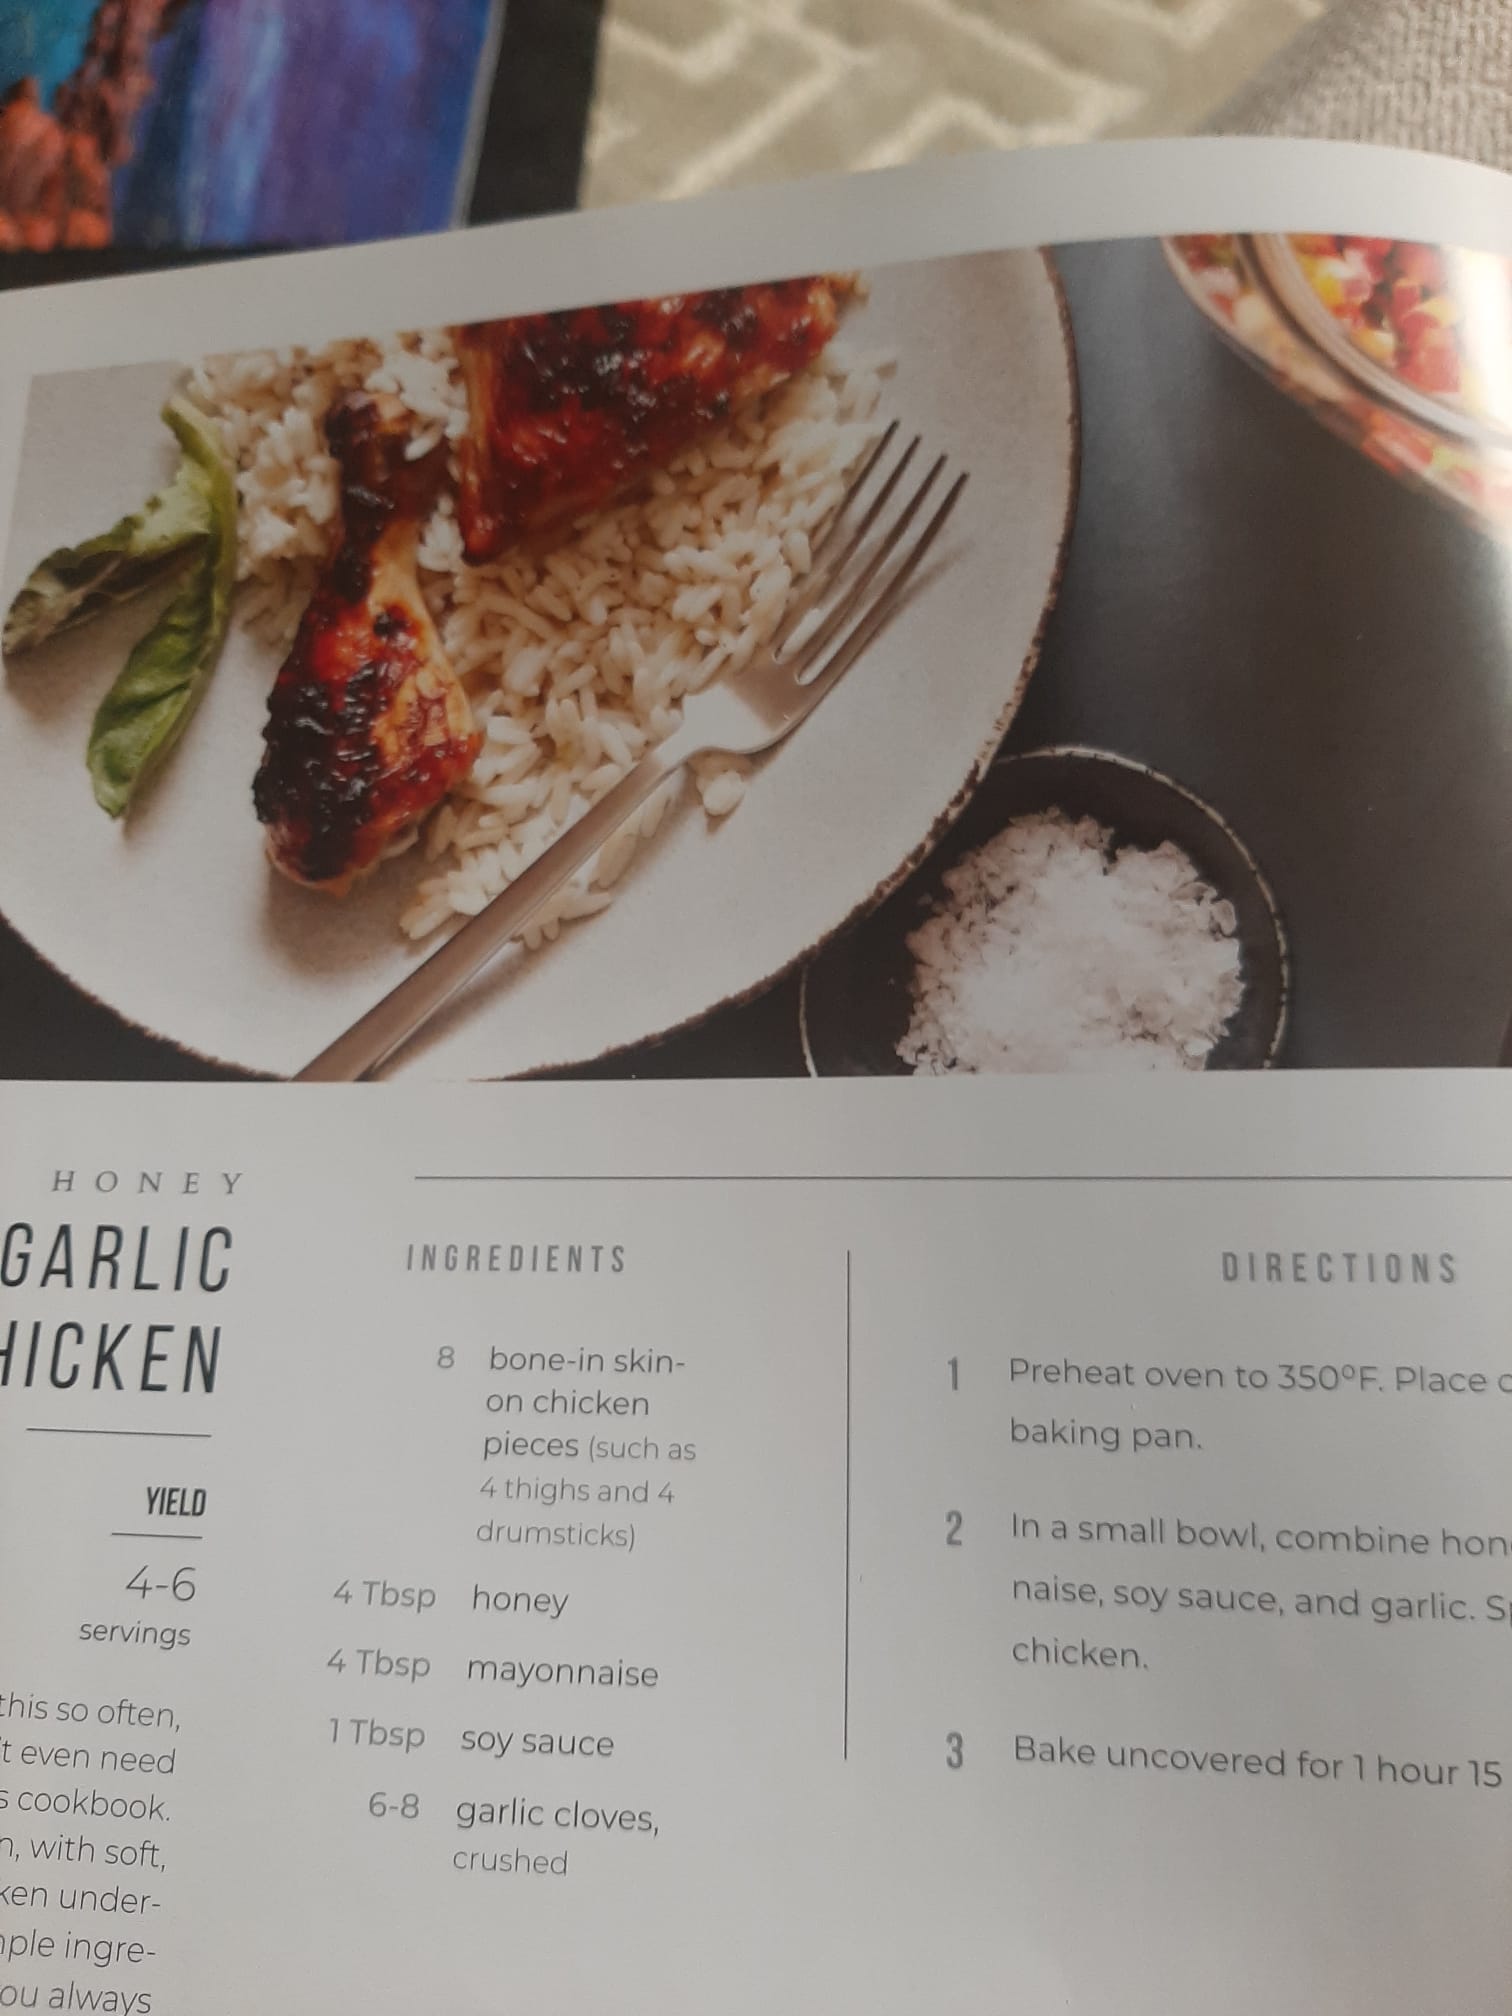 HONEY
GARLIC
HICKEN
YIELD
4-6
servings
this so often,
't even need
s cookbook.
n, with soft,
ken under-
ple ingre-
ou always
INGREDIENTS
8 bone-in skin-
on chicken
pieces (such as
4 thighs and 4
drumsticks)
4 Tbsp honey
4 Tbsp mayonnaise
1 Tbsp soy sauce
6-8 garlic cloves,
crushed
DIRECTIONS
1 Preheat oven to 350°F. Place
baking pan.
2 In a small bowl, combine hon
naise, soy sauce, and garlic. S
chicken.
3 Bake uncovered for 1 hour 15